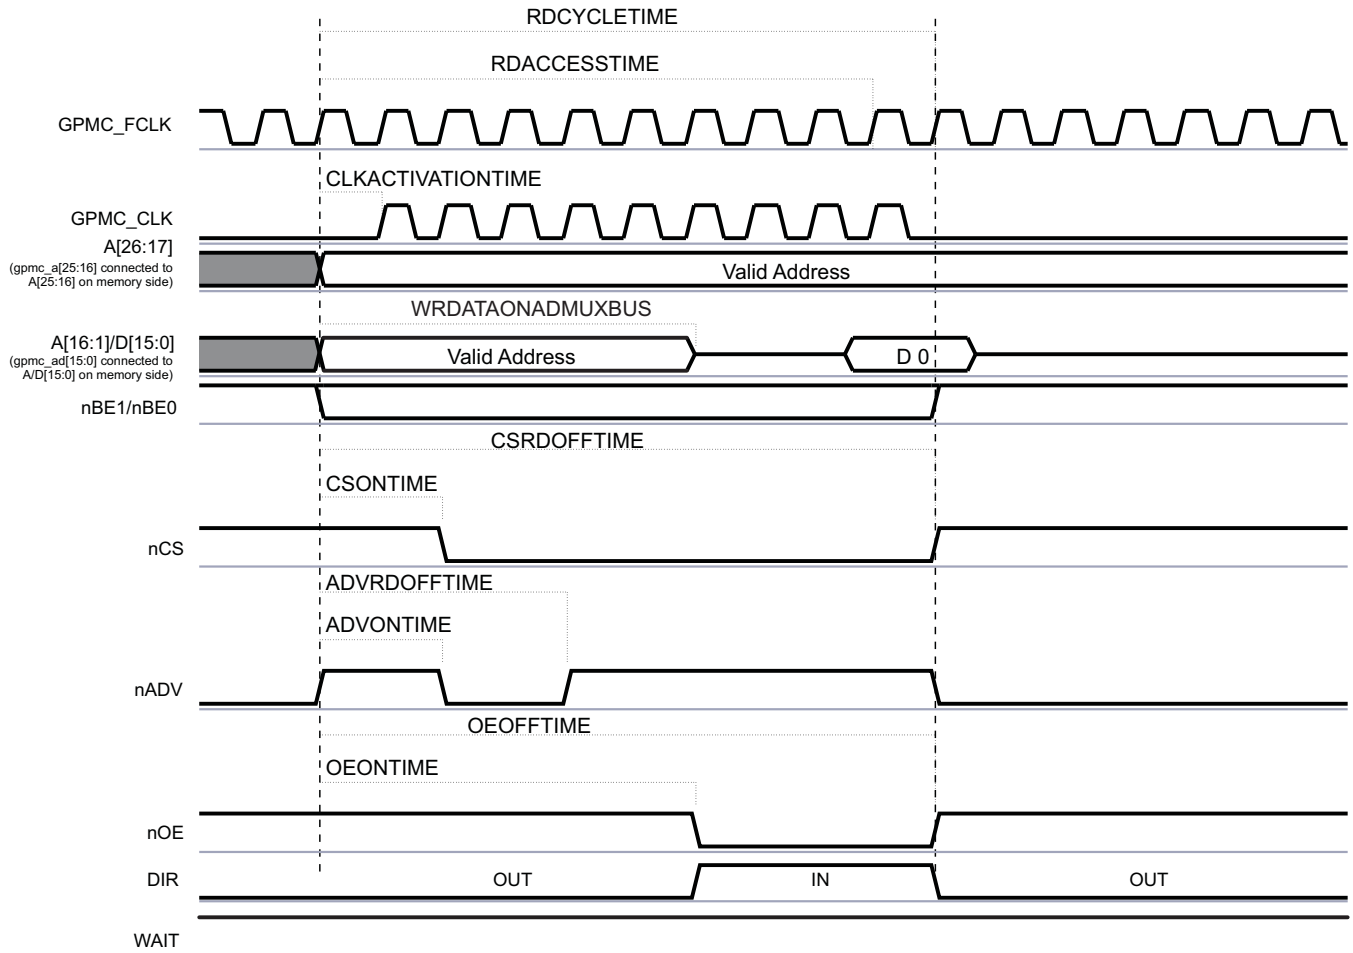 RDCYCLETIME
RDACCESSTIME
GPMC_FCLK
CLKACTIVATIONTIME
GPMC_CLK
A[26:17]
(gpmc_a[25:16] connected to
A[25:16] on memory side)
Valid Address
WRDATAONADMUXBUS
A[16:1]/D[15:0]
(gpmc_ad[15:0] connected to
A/D[15:0] on memory side)
Valid Address
D 0
nBE1/nBE0
CSRDOFFTIME
CSONTIME
nCS
ADVRDOFFTIME
ADVONTIME
nADV
OEOFFTIME
OEONTIME
nOE
DIR
OUT
IN
OUT
WAIT